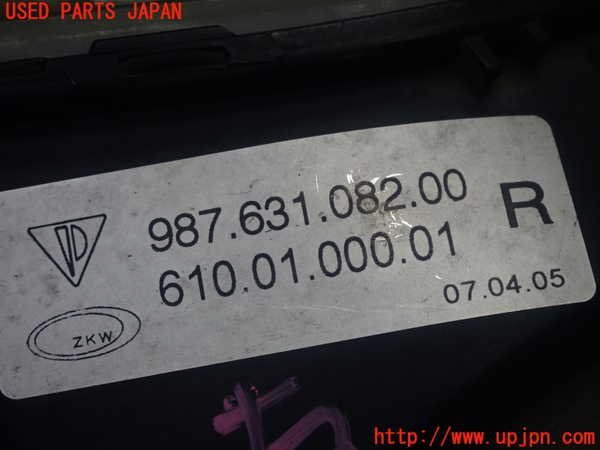 USED PARTS JAPAN
987.631.082.00
610.01.000.01
R
07.04.05
ZKW
http://www.upjpn.com